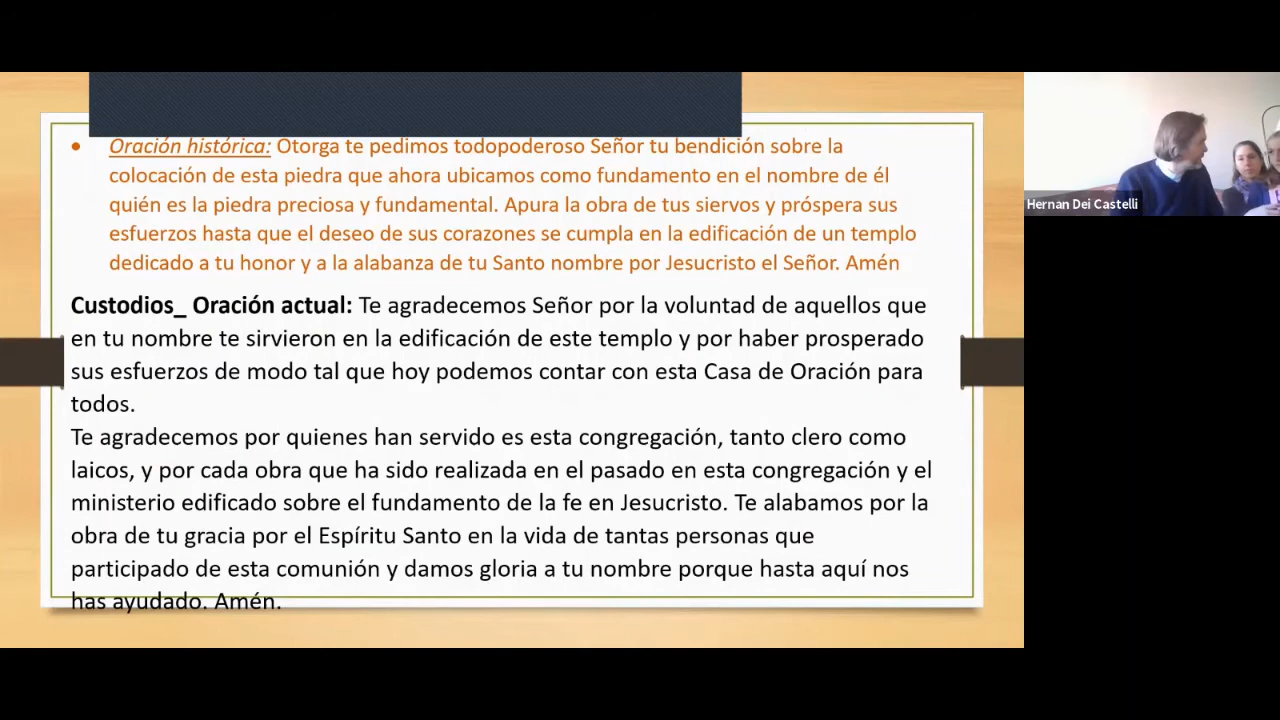 Oración histórica: Otorga te pedimos todopoderoso Señor tu bendición sobre la
colocación de esta piedra que ahora ubicamos como fundamento en el nombre de él
quién es la piedra preciosa y fundamental. Apura la obra de tus siervos y próspera sus
esfuerzos hasta que el deseo de sus corazones se cumpla en la edificación de un templo
dedicado a tu honor y a la alabanza de tu Santo nombre por Jesucristo el Señor. Amén
Custodios_ Oración actual: Te agradecemos Señor por la voluntad de aquellos que
en tu nombre te sirvieron en la edificación de este templo y por haber prosperado
sus esfuerzos de modo tal que hoy podemos contar con esta Casa de Oración para
todos.
Te agradecemos por quienes han servido es esta congregación, tanto clero como
laicos, y por cada obra que ha sido realizada en el pasado en esta congregación y el
ministerio edificado sobre el fundamento de la fe en Jesucristo. Te alabamos por la
obra de tu gracia por el Espíritu Santo en la vida de tantas personas que
participado de esta comunión y damos gloria a tu nombre porque hasta aquí nos
has ayudado. Amén.
Hernan Dei Castelli